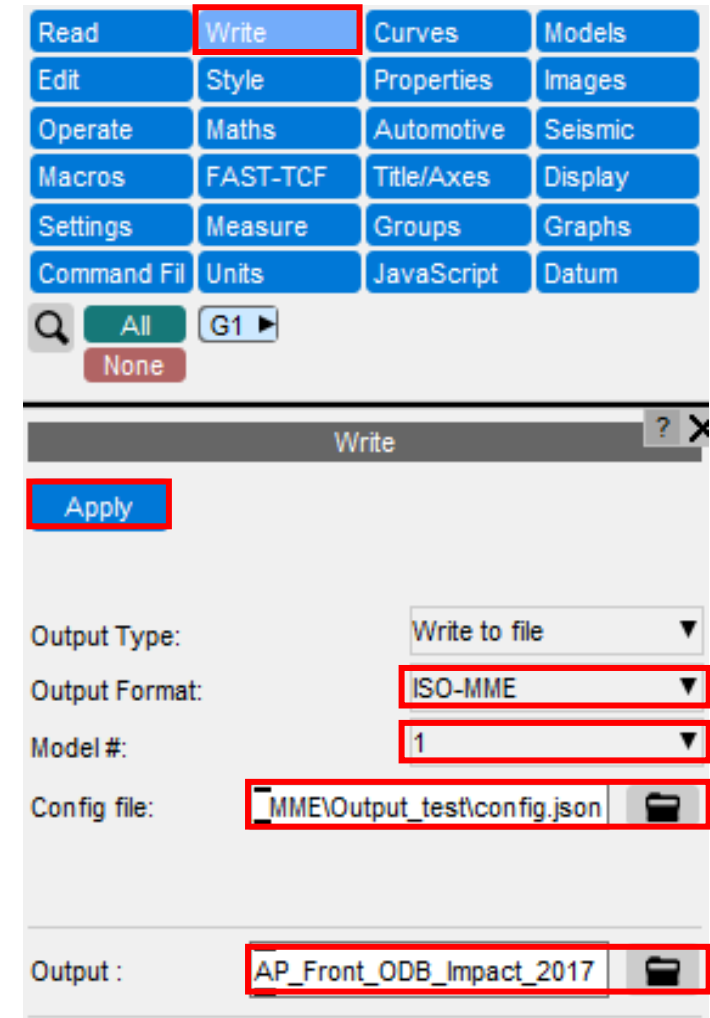 Read Write Curves Models
Edit Style Properties Images
Operate Maths Automotive Seismic
Macros FAST-TCF Title/Axes Display
Settings Measure Groups Graphs
Command Fil Units JavaScript Datum
All G1
None
Write ?
Apply
Output Type: Write to file
Output Format: ISO-MME
Model #: 1
Config file: _MME\Output_test\config.json
Output : AP_Front_ODB_Impact_2017